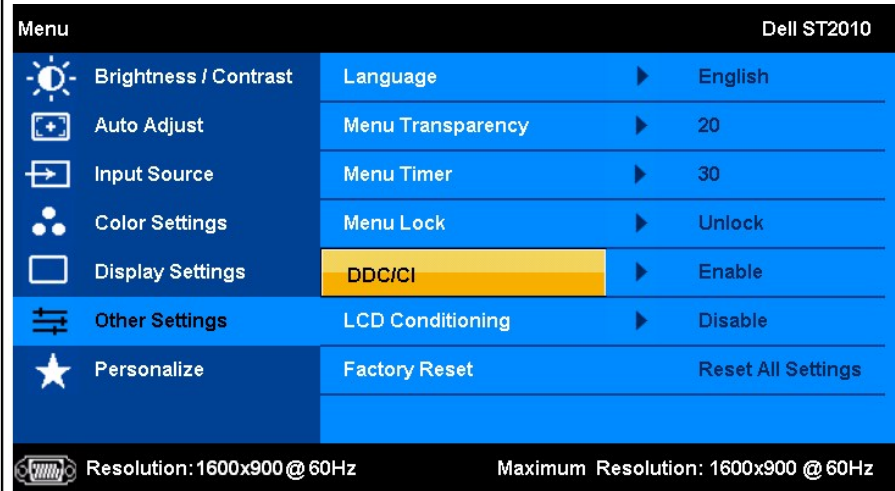 Menu Dell ST2010
Brightness / Contrast Language English
Auto Adjust Menu Transparency 20
Input Source Menu Timer 30
Color Settings Menu Lock Unlock
Display Settings DDC/CI Enable
Other Settings LCD Conditioning Disable
Personalize Factory Reset Reset All Settings
Resolution: 1600x900 @ 60Hz Maximum Resolution: 1600x900 @ 60Hz